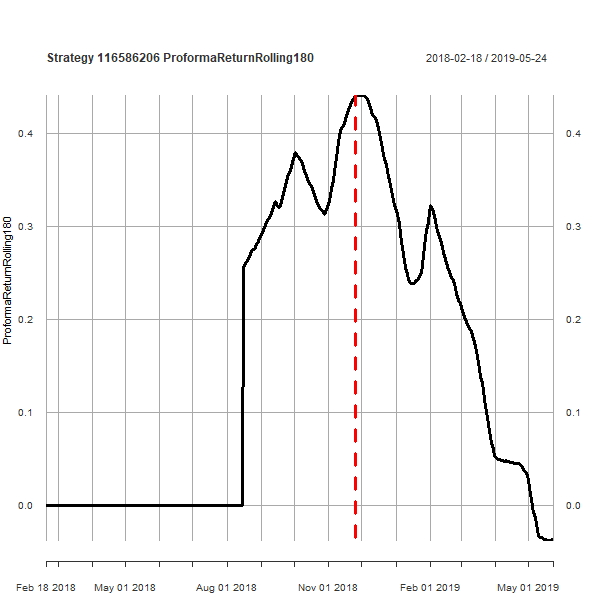 Strategy 116586206 ProformaReturnRolling180
2018-02-18 / 2019-05-24
ProformaReturnRolling180
0.4
0.3
0.2
0.1
0.0
0.4
0.3
0.2
0.1
0.0
Feb 18 2018
May 01 2018
Aug 01 2018
Nov 01 2018
Feb 01 2019
May 01 2019